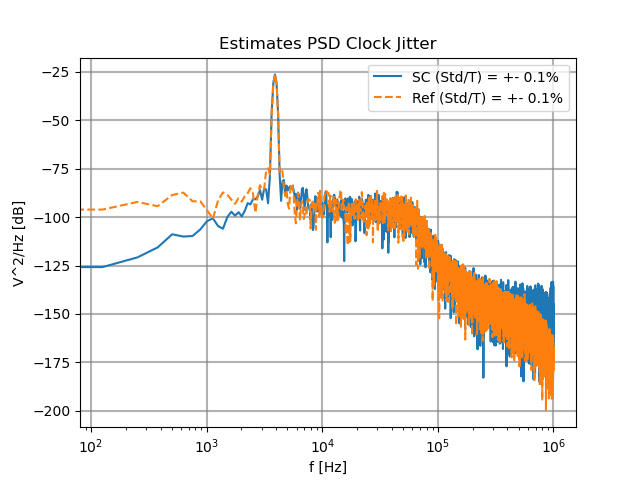 Estimates PSD Clock Jitter
SC (Std/T) = +- 0.1%
Ref (Std/T) = +- 0.1%
V^2/Hz [dB]
−25
−50
−75
−100
−125
−150
−175
−200
10² 10³ 10⁴ 10⁵ 10⁶
f [Hz]